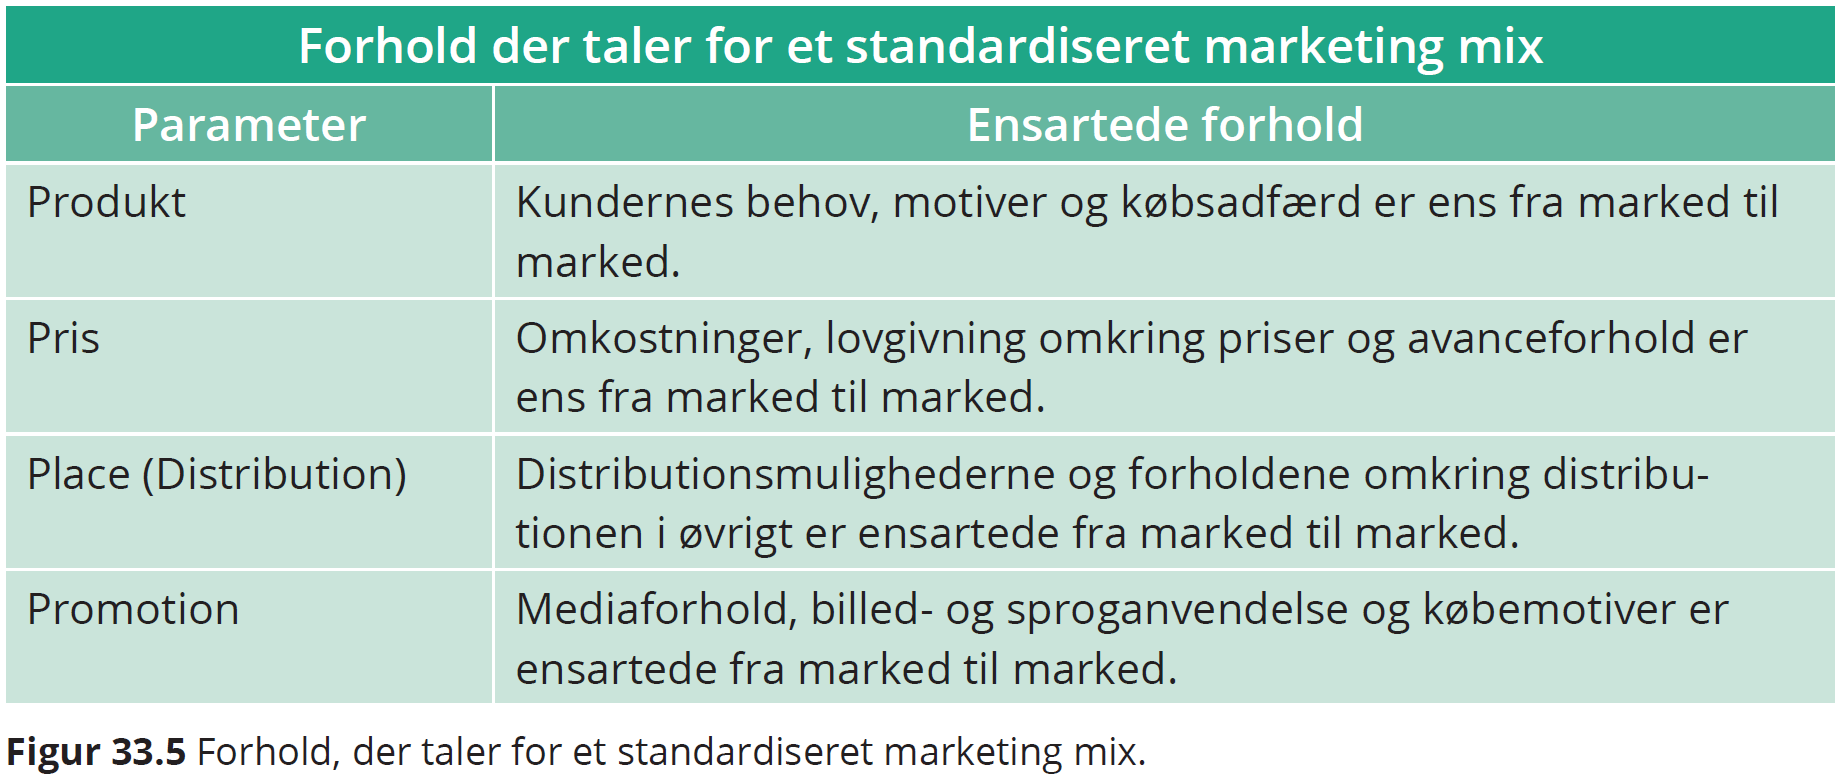 Forhold der taler for et standardiseret marketing mix
Parameter
Ensartede forhold
Produkt
Kundernes behov, motiver og købsadfærd er ens fra marked til
marked.
Pris
Omkostninger, lovgivning omkring priser og avanceforhold er
ens fra marked til marked.
Place (Distribution)
Distributionsmulighederne og forholdene omkring distribu-
tionen i øvrigt er ensartede fra marked til marked.
Promotion
Mediaforhold, billed- og sproganvendelse og købemotiver er
ensartede fra marked til marked.
Figur 33.5 Forhold, der taler for et standardiseret marketing mix.